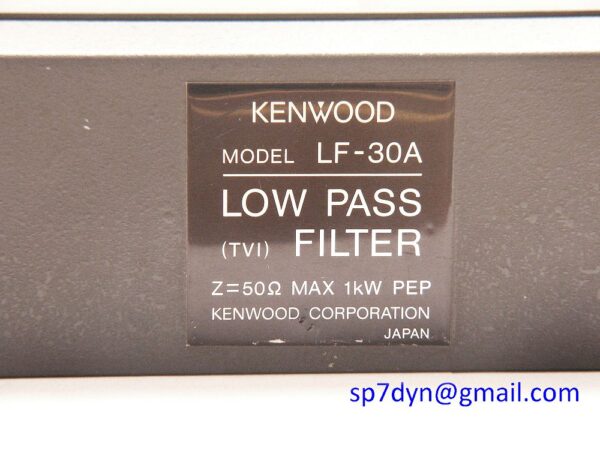 KENWOOD
MODEL LF-30A
LOW PASS
(TVI) FILTER
Z=50Ω MAX 1kW PEP
KENWOOD CORPORATION
JAPAN
sp7dyn@gmail.com